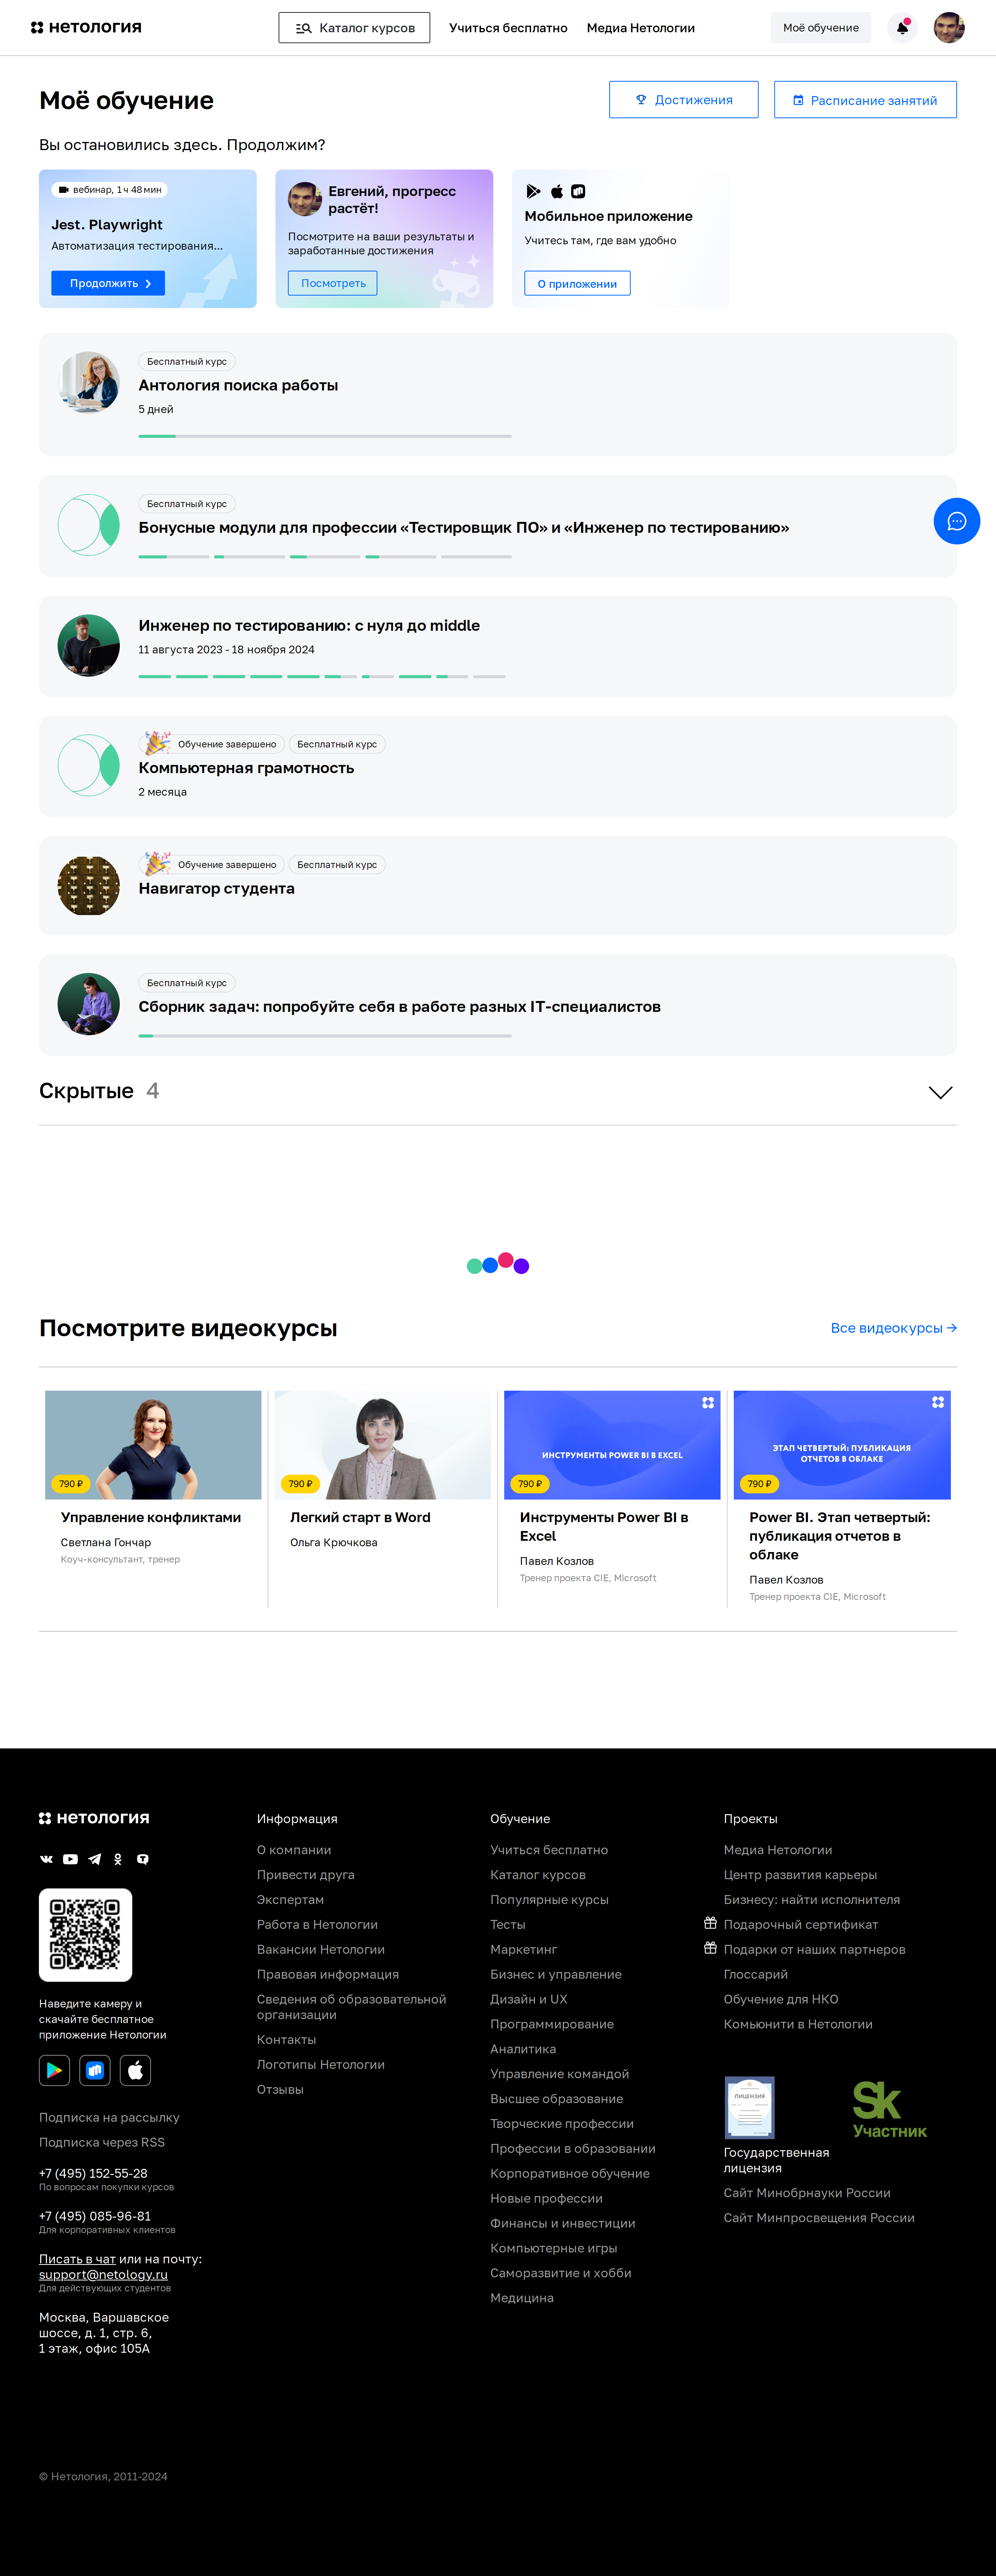 нетология
Каталог курсов
Учиться бесплатно
Медиа Нетологии
Моё обучение
Моё обучение
Достижения
Расписание занятий
Вы остановились здесь. Продолжим?
вебинар, 1 ч 48 мин
Jest. Playwright
Автоматизация тестирования...
Продолжить
Евгений, прогресс
растёт!
Посмотрите на ваши результаты и
заработанные достижения
Посмотреть
Мобильное приложение
Учитесь там, где вам удобно
О приложении
Бесплатный курс
Антология поиска работы
5 дней
Бесплатный курс
Бонусные модули для профессии «Тестировщик ПО» и «Инженер по тестированию»
Инженер по тестированию: с нуля до middle
11 августа 2023 - 18 ноября 2024
Обучение завершено
Бесплатный курс
Компьютерная грамотность
2 месяца
Обучение завершено
Бесплатный курс
Навигатор студента
Бесплатный курс
Сборник задач: попробуйте себя в работе разных IT-специалистов
Скрытые 4
Посмотрите видеокурсы
Все видеокурсы →
790 ₽
Управление конфликтами
Светлана Гончар
Коуч-консультант, тренер
790 ₽
Легкий старт в Word
Ольга Крючкова
ИНСТРУМЕНТЫ POWER BI В EXCEL
790 ₽
Инструменты Power BI в
Excel
Павел Козлов
Тренер проекта CIE, Microsoft
ЭТАП ЧЕТВЕРТЫЙ: ПУБЛИКАЦИЯ
ОТЧЕТОВ В ОБЛАКЕ
790 ₽
Power BI. Этап четвертый:
публикация отчетов в
облаке
Павел Козлов
Тренер проекта CIE, Microsoft
нетология
Наведите камеру и
скачайте бесплатное
приложение Нетологии
Подписка на рассылку
Подписка через RSS
+7 (495) 152-55-28
По вопросам покупки курсов
+7 (495) 085-96-81
Для корпоративных клиентов
Писать в чат или на почту:
support@netology.ru
Для действующих студентов
Москва, Варшавское
шоссе, д. 1, стр. 6,
1 этаж, офис 105А
Информация
О компании
Привести друга
Экспертам
Работа в Нетологии
Вакансии Нетологии
Правовая информация
Сведения об образовательной
организации
Контакты
Логотипы Нетологии
Отзывы
Обучение
Учиться бесплатно
Каталог курсов
Популярные курсы
Тесты
Маркетинг
Бизнес и управление
Дизайн и UX
Программирование
Аналитика
Управление командой
Высшее образование
Творческие профессии
Профессии в образовании
Корпоративное обучение
Новые профессии
Финансы и инвестиции
Компьютерные игры
Саморазвитие и хобби
Медицина
Проекты
Медиа Нетологии
Центр развития карьеры
Бизнесу: найти исполнителя
Подарочный сертификат
Подарки от наших партнеров
Глоссарий
Обучение для НКО
Комьюнити в Нетологии
ЛИЦЕНЗИЯ
Государственная
лицензия
Sk
Участник
Сайт Минобрнауки России
Сайт Минпросвещения России
© Нетология, 2011-2024